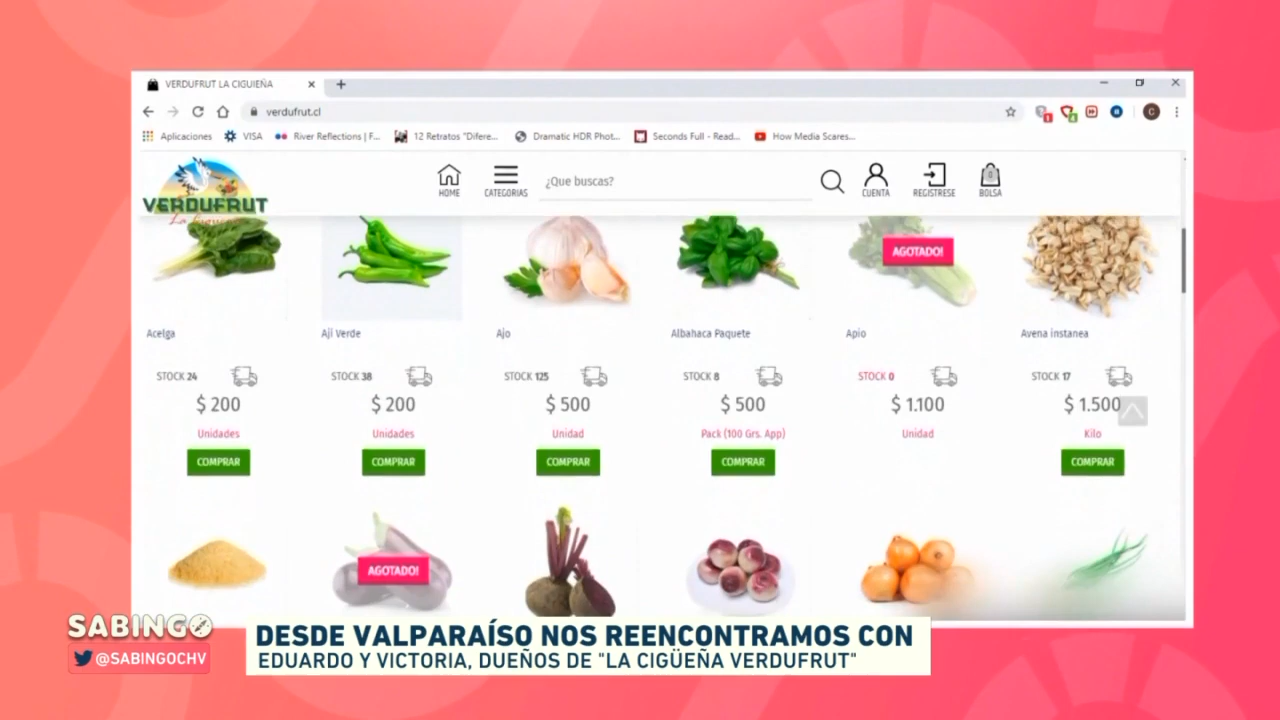 VERDUFRUT LA CIGUIEÑA
verdufrut.cl
Aplicaciones VISA River Reflections | F... 12 Retratos "Difere... Dramatic HDR Phot... Seconds Full - Read... How Media Scares...
VERDUFRUT
La Ciguena
HOME CATEGORIAS ¿Que buscas? CUENTA REGISTRESE BOLSA
AGOTADO!
Acelga Aji Verde Ajo Albahaca Paquete Apio Avena instanea
STOCK 24 STOCK 38 STOCK 125 STOCK 8 STOCK 0 STOCK 17
$ 200 $ 200 $ 500 $ 500 $ 1.100 $ 1.500
Unidades Unidades Unidad Pack (100 Grs. App) Unidad Kilo
COMPRAR COMPRAR COMPRAR COMPRAR COMPRAR
AGOTADO!
SABINGO
@SABINGOCHV
DESDE VALPARAÍSO NOS REENCONTRAMOS CON
EDUARDO Y VICTORIA, DUEÑOS DE "LA CIGÜEÑA VERDUFRUT"